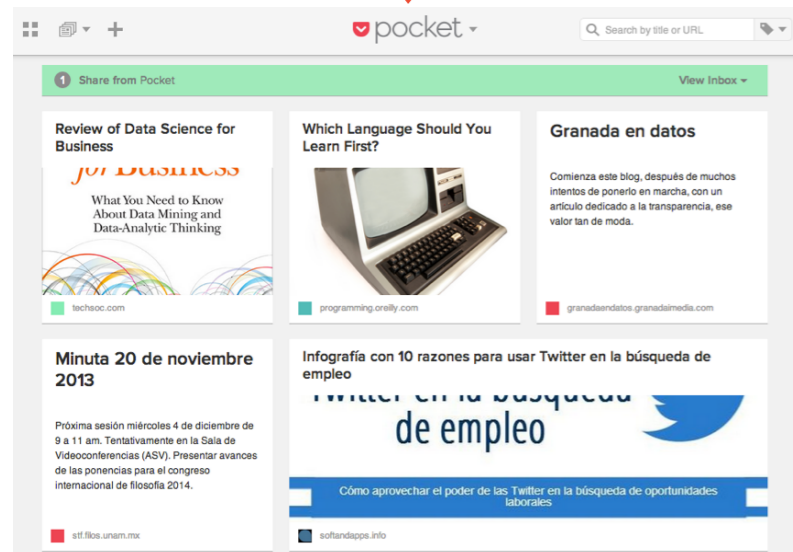 pocket
Search by title or URL
1 Share from Pocket
View Inbox
Review of Data Science for
Business
for Business
What You Need to Know
About Data Mining and
Data-Analytic Thinking
techsoc.com
Which Language Should You
Learn First?
programming.oreilly.com
Granada en datos
Comienza este blog, después de muchos
intentos de ponerlo en marcha, con un
artículo dedicado a la transparencia, ese
valor tan de moda.
granadaendatos.granadaimedia.com
Minuta 20 de noviembre
2013
Próxima sesión miércoles 4 de diciembre de
9 a 11 am. Tentativamente en la Sala de
Videoconferencias (ASV). Presentar avances
de las ponencias para el congreso
internacional de filosofía 2014.
stf.filos.unam.mx
Infografía con 10 razones para usar Twitter en la búsqueda de
empleo
Twitter en la búsqueda
de empleo
Cómo aprovechar el poder de las Twitter en la búsqueda de oportunidades
laborales
softandapps.info